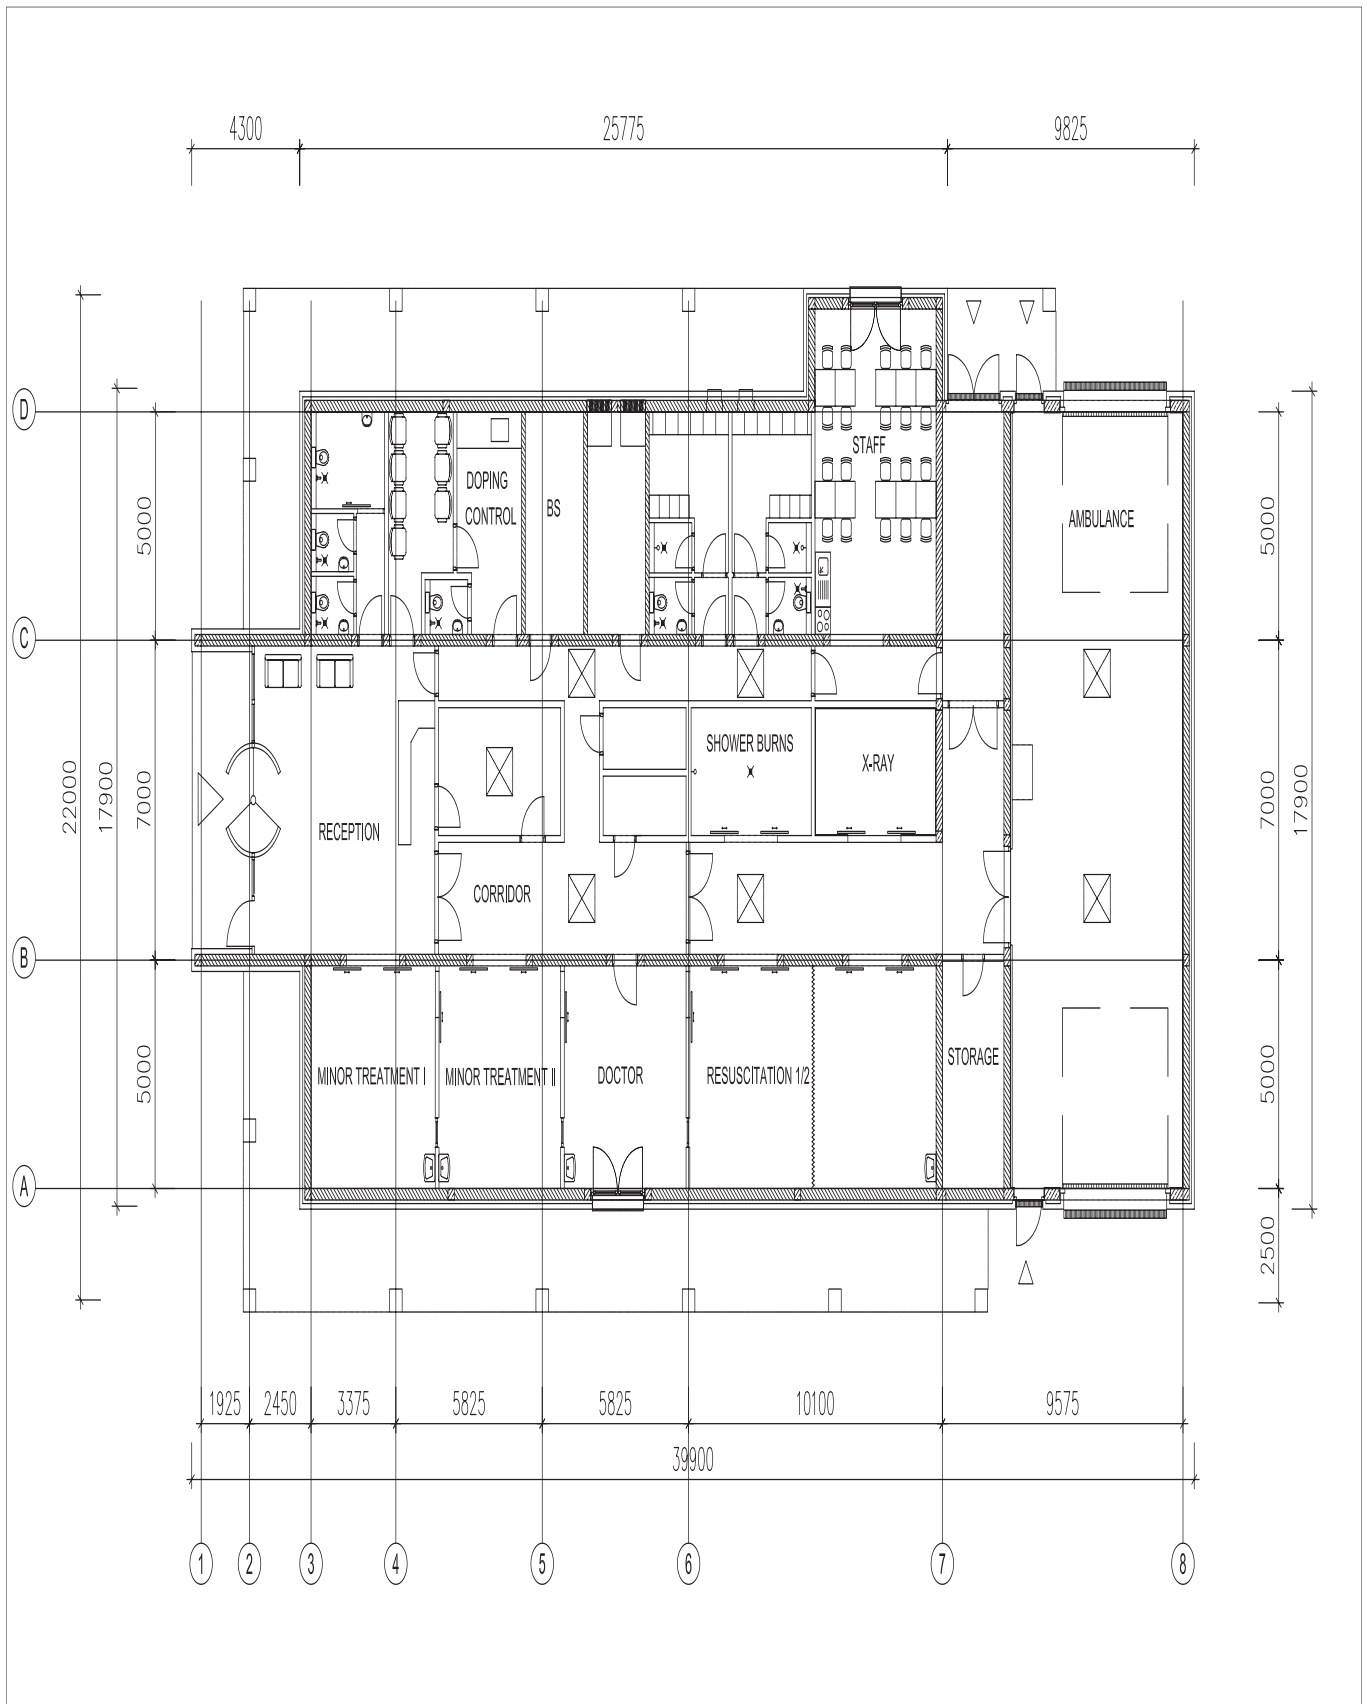 4300 25775 9825
D
STAFF
DOPING
CONTROL
BS
AMBULANCE
5000
5000
C
SHOWER BURNS
X-RAY
22000
17900
7000
7000
17900
RECEPTION
CORRIDOR
B
5000
5000
MINOR TREATMENT I
MINOR TREATMENT II
DOCTOR
RESUSCITATION 1/2
STORAGE
A
2500
1925 2450 3375 5825 5825 10100 9575
39900
1 2 3 4 5 6 7 8